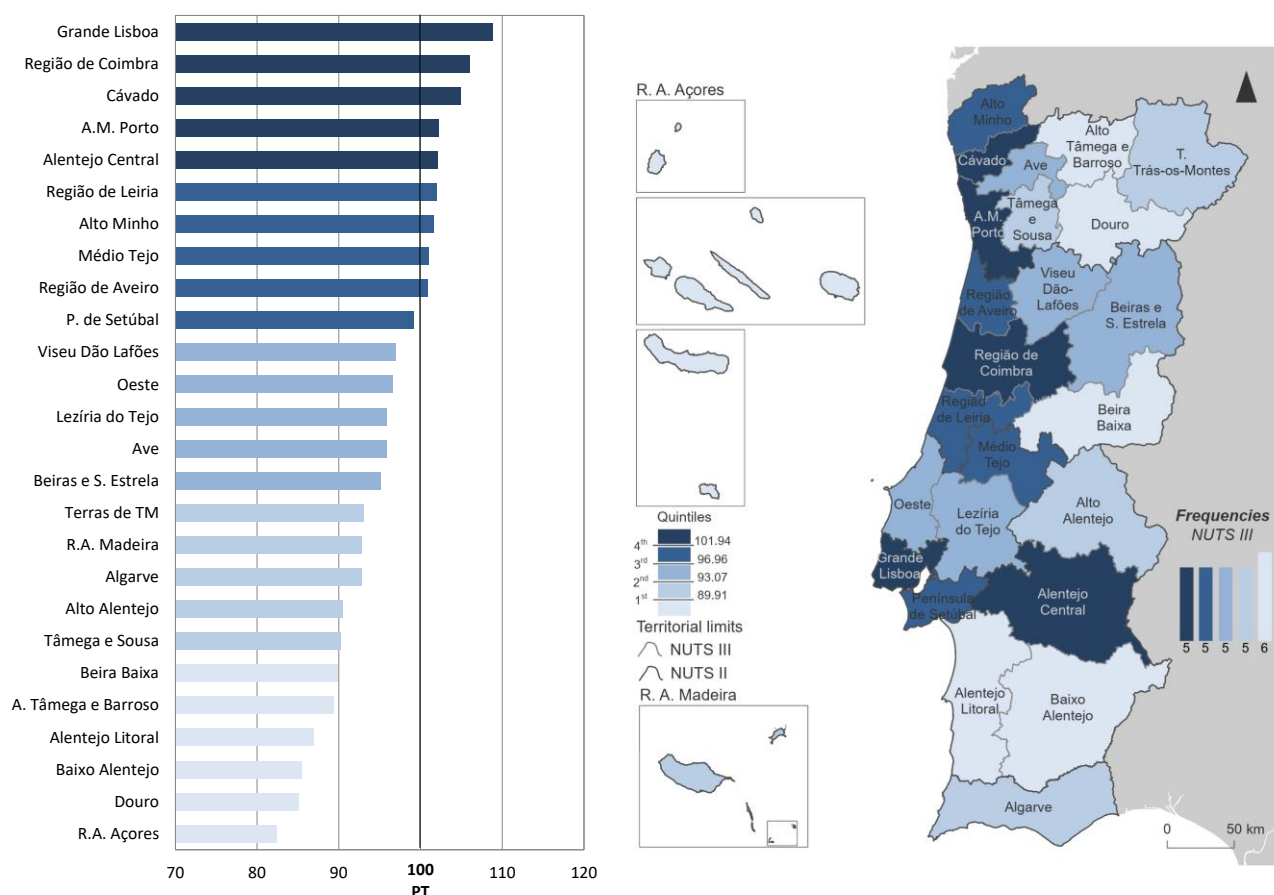 Grande Lisboa
Região de Coimbra
Cávado
A.M. Porto
Alentejo Central
Região de Leiria
Alto Minho
Médio Tejo
Região de Aveiro
P. de Setúbal
Viseu Dão Lafões
Oeste
Lezíria do Tejo
Ave
Beiras e S. Estrela
Terras de TM
R.A. Madeira
Algarve
Alto Alentejo
Tâmega e Sousa
Beira Baixa
A. Tâmega e Barroso
Alentejo Litoral
Baixo Alentejo
Douro
R.A. Açores
70 80 90 100 110 120
PT
R. A. Açores
Quintiles
4th 101.94
3rd 96.96
2nd 93.07
1st 89.91
Territorial limits
NUTS III
NUTS II
R. A. Madeira
Alto
Minho
Alto
Tâmega e
Barroso
T.
Trás-os-Montes
Cávado
Ave
Tâmega
e
Sousa
A.M.
Porto
Douro
Viseu
Dão-
Lafões
Região
de Aveiro
Beiras e
S. Estrela
Região de
Coimbra
Região
de Leiria
Beira
Baixa
Médio
Tejo
Oeste
Lezíria
do Tejo
Alto
Alentejo
Grande
Lisboa
Península
de Setúbal
Alentejo
Central
Alentejo
Litoral
Baixo
Alentejo
Algarve
Frequencies
NUTS III
5 5 5 5 6
0 50 km